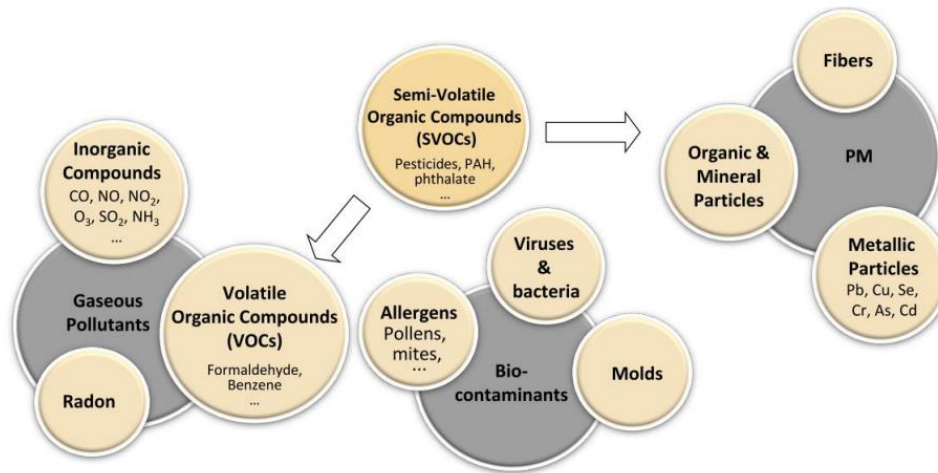 Semi-Volatile
Organic Compounds
(SVOCs)
Pesticides, PAH,
phthalate
...
Fibers
Organic &
Mineral
Particles
PM
Metallic
Particles
Pb, Cu, Se,
Cr, As, Cd
Inorganic
Compounds
CO, NO, NO₂,
O₃, SO₂, NH₃
...
Gaseous
Pollutants
Volatile
Organic Compounds
(VOCs)
Formaldehyde,
Benzene
...
Radon
Viruses
&
bacteria
Allergens
Pollens,
mites,
...
Bio-
contaminants
Molds